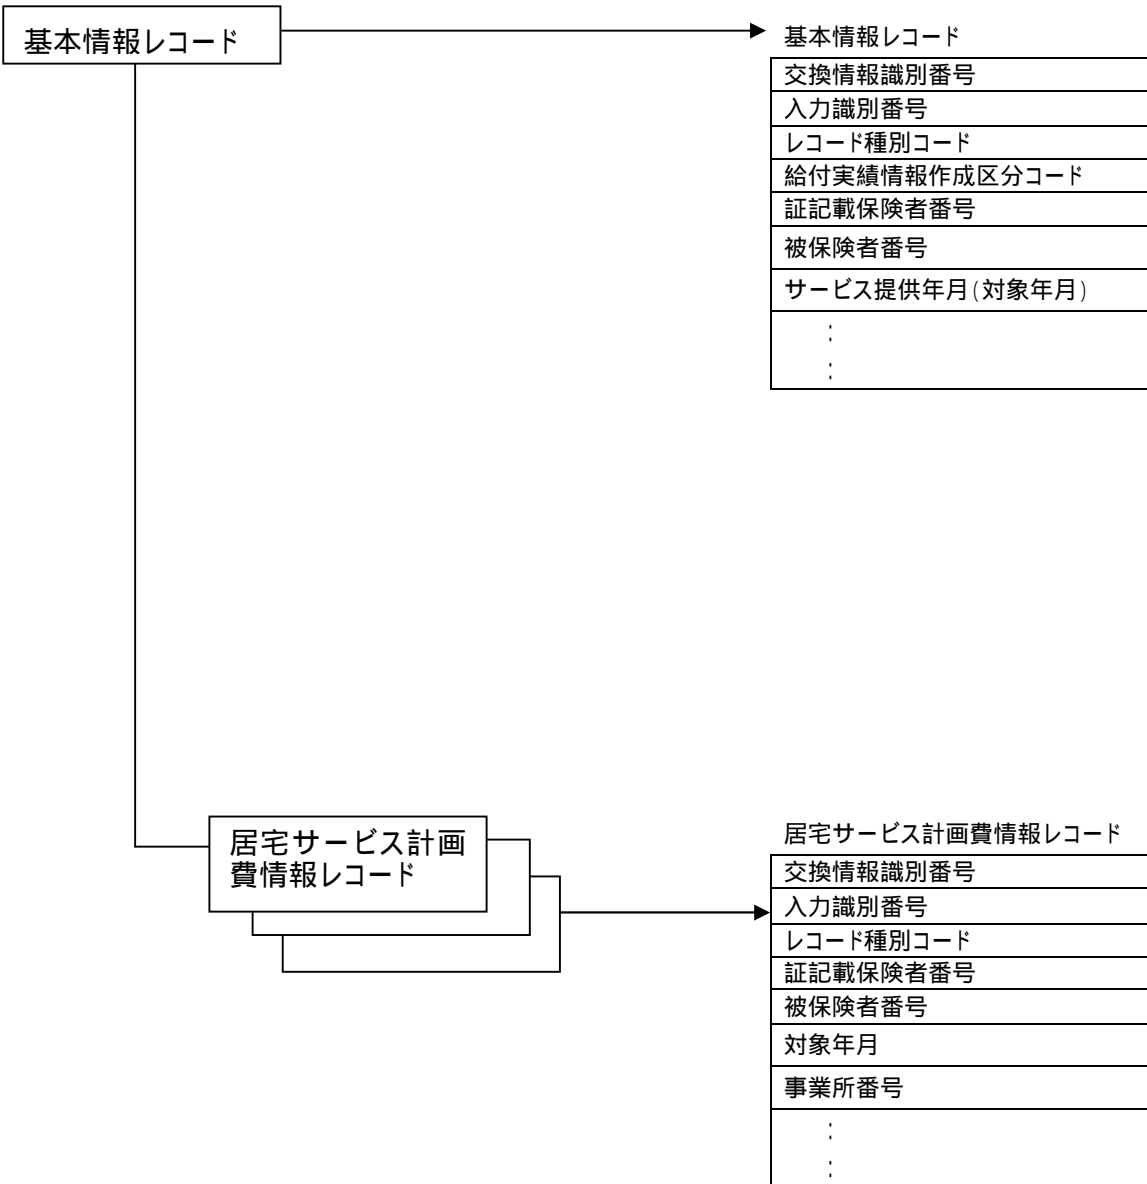 基本情報レコード
基本情報レコード
交換情報識別番号
入力識別番号
レコード種別コード
給付実績情報作成区分コード
証記載保険者番号
被保険者番号
サービス提供年月(対象年月)
:
:
居宅サービス計画
費情報レコード
居宅サービス計画費情報レコード
交換情報識別番号
入力識別番号
レコード種別コード
証記載保険者番号
被保険者番号
対象年月
事業所番号
:
: